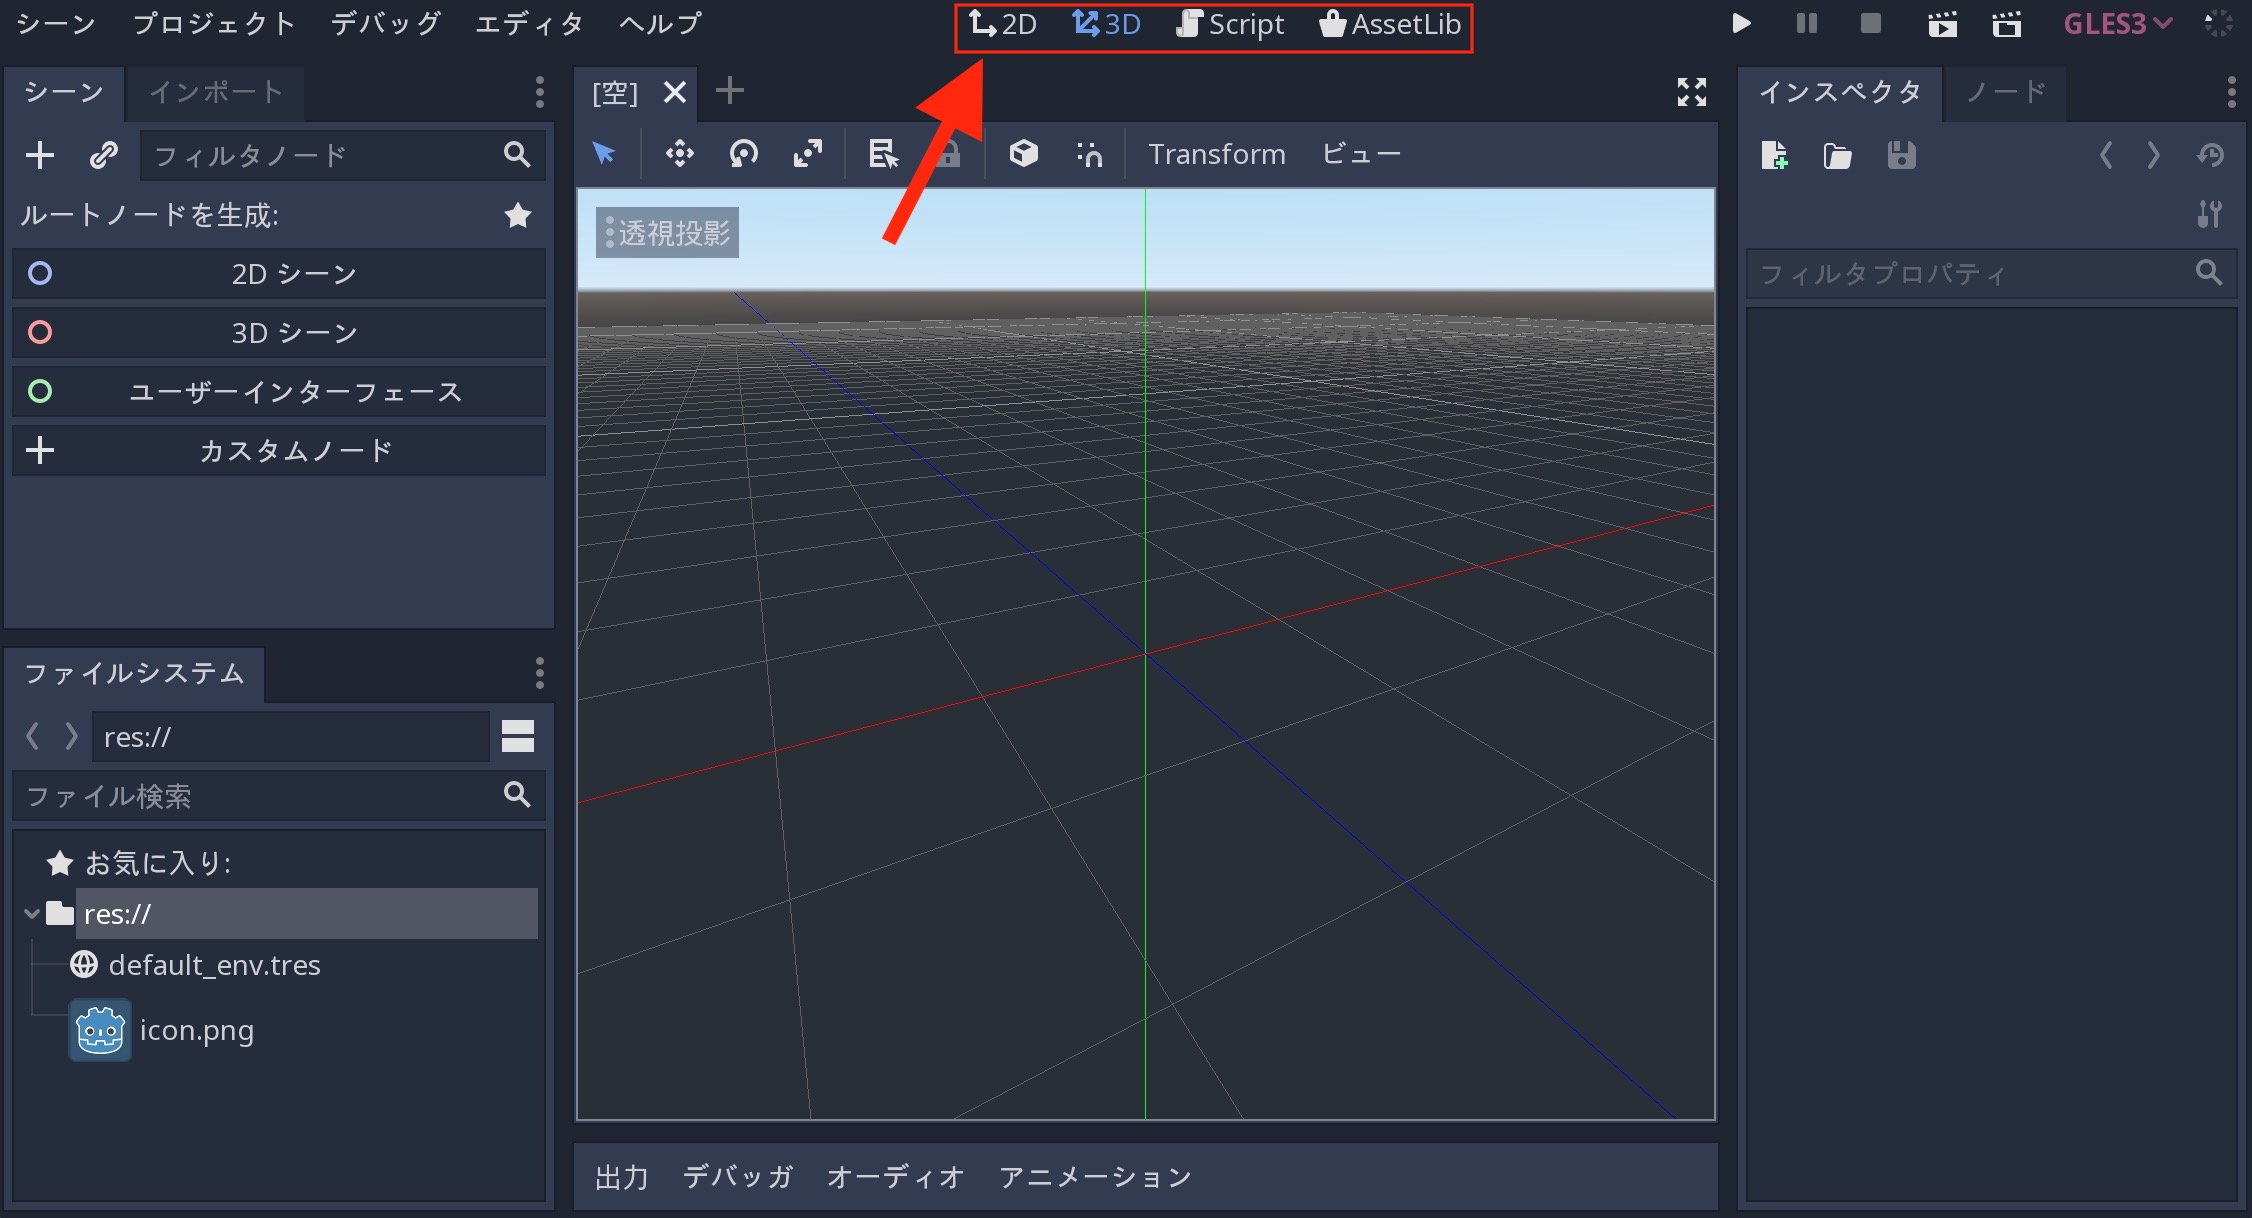 シーン プロジェクト デバッグ エディタ ヘルプ 2D 3D Script AssetLib GLES3
シーン インポート
フィルタノード
ルートノードを生成:
2D シーン
3D シーン
ユーザーインターフェース
カスタムノード
ファイルシステム
res://
ファイル検索
お気に入り:
res://
default_env.tres
icon.png
[空]
Transform ビュー
透視投影
出力 デバッガ オーディオ アニメーション
インスペクタ ノード
フィルタプロパティ